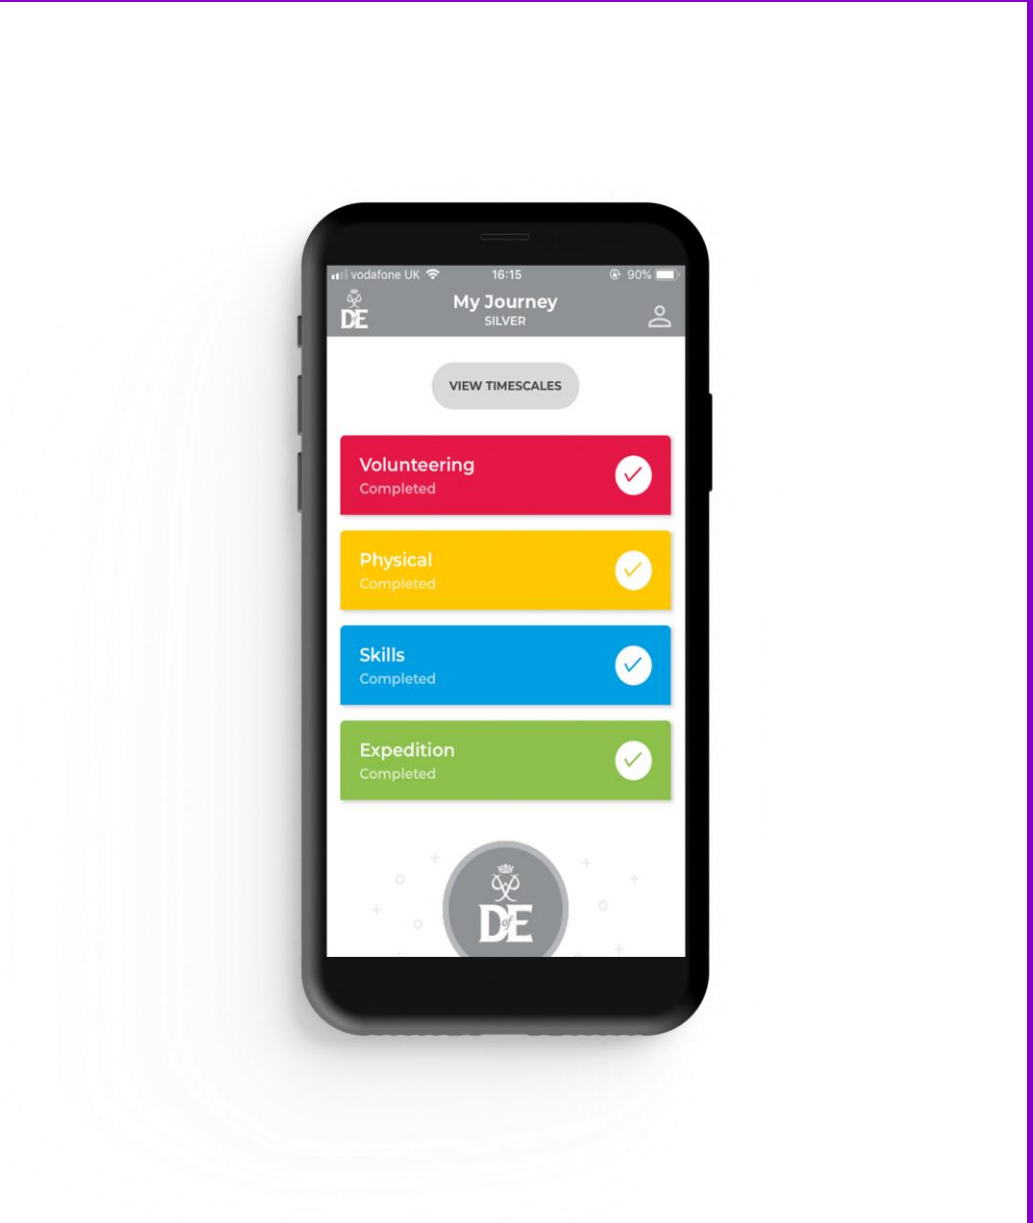 vodafone UK 16:15 90%
My Journey
DofE
SILVER
VIEW TIMESCALES
Volunteering
Completed
Physical
Completed
Skills
Completed
Expedition
Completed
DofE